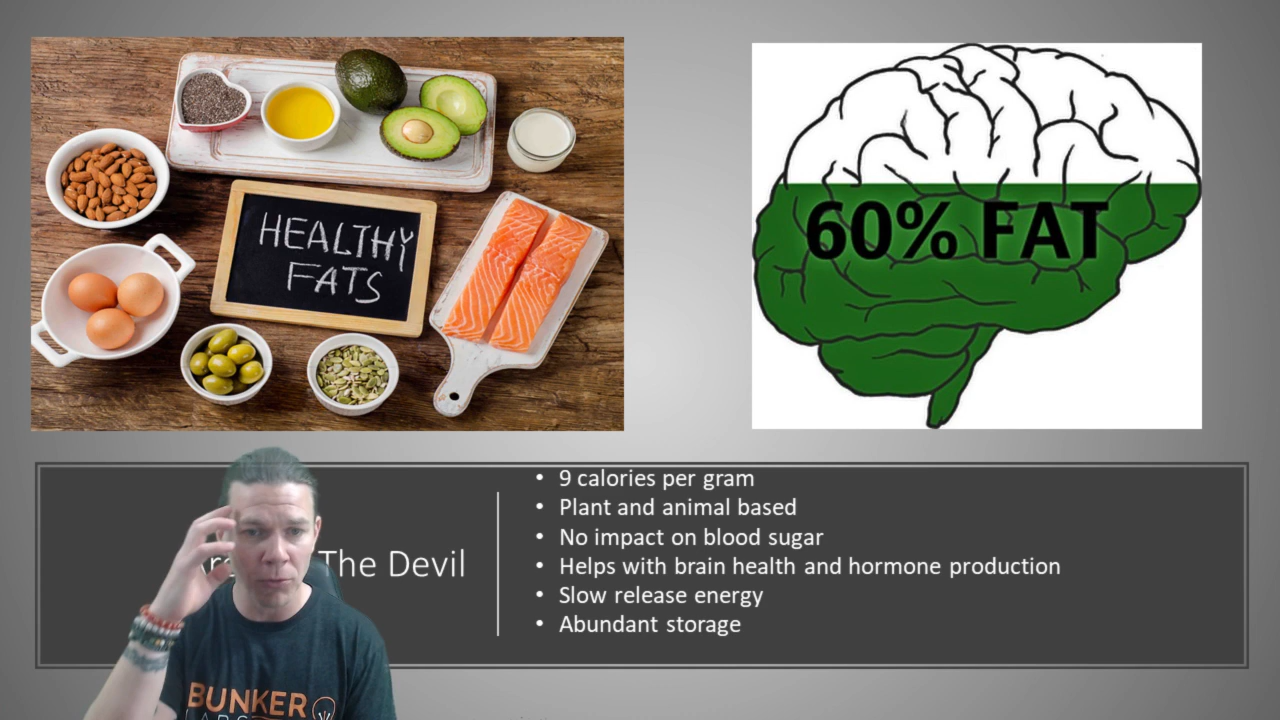 HEALTHY
FATS
60% FAT
The Devil
9 calories per gram
Plant and animal based
No impact on blood sugar
Helps with brain health and hormone production
Slow release energy
Abundant storage
BUNKER